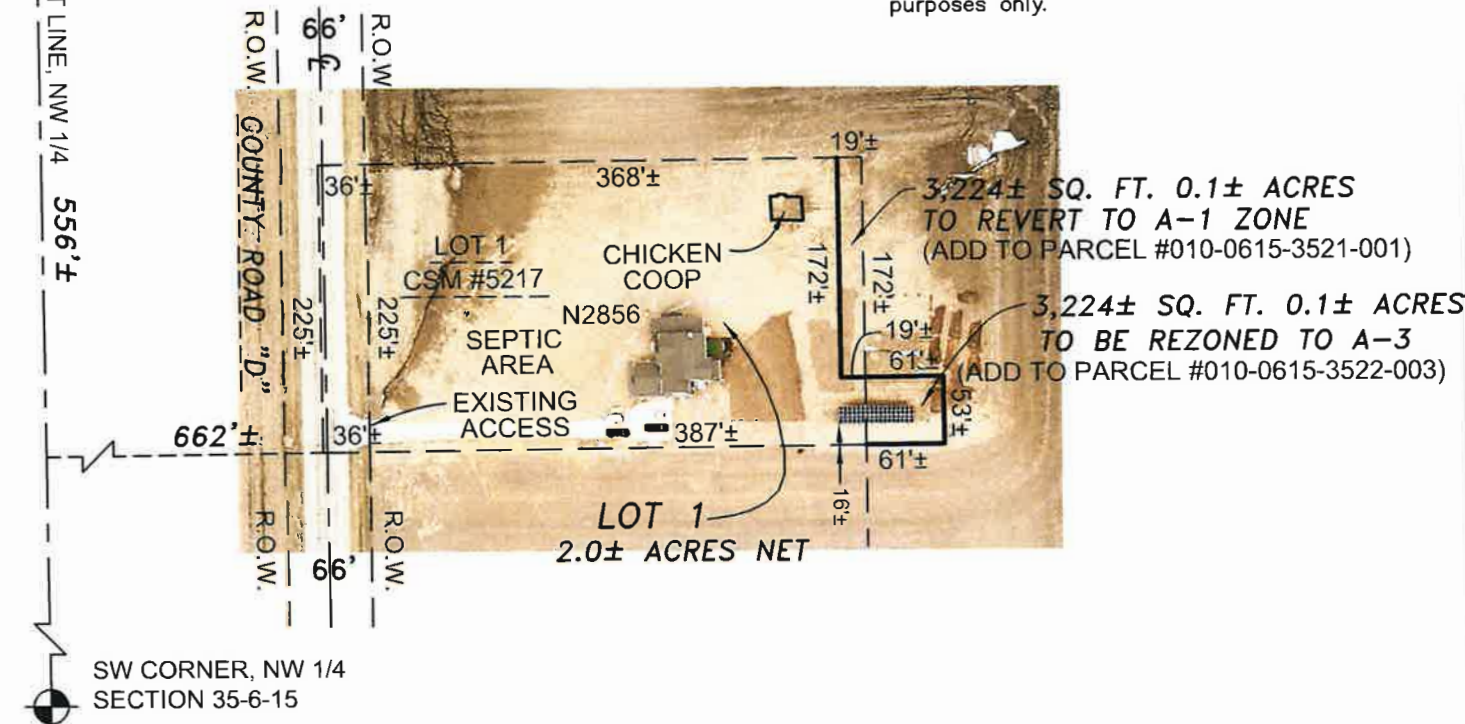 purposes only.
T LINE, NW 1/4 556'±
R.O.W.
66'
R.O.W
COUNTY ROAD "D"
36'±
368'±
19'±
3,224± SQ. FT. 0.1± ACRES
TO REVERT TO A-1 ZONE
(ADD TO PARCEL #010-0615-3521-001)
LOT 1
CSM #5217
CHICKEN
COOP
172'±
172'±
225'±
225'±
N2856
SEPTIC
AREA
19'±
61'±
3,224± SQ. FT. 0.1± ACRES
TO BE REZONED TO A-3
(ADD TO PARCEL #010-0615-3522-003)
EXISTING
ACCESS
53'±
662'±
36'±
387'±
61'±
16'±
LOT 1
2.0± ACRES NET
R.O.W.
66'
R.O.W.
SW CORNER, NW 1/4
SECTION 35-6-15